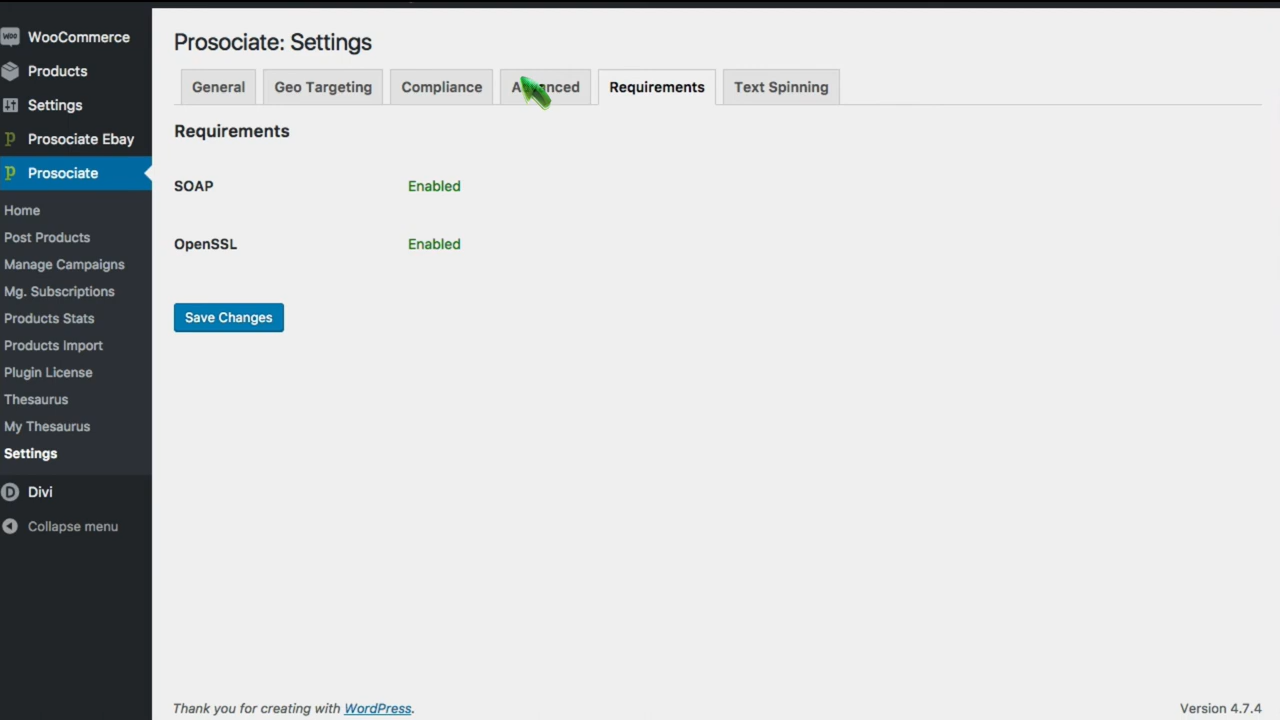 WooCommerce
Products
Settings
Prosociate Ebay
Prosociate
Home
Post Products
Manage Campaigns
Mg. Subscriptions
Products Stats
Products Import
Plugin License
Thesaurus
My Thesaurus
Settings
Divi
Collapse menu
Prosociate: Settings
General Geo Targeting Compliance Advanced Requirements Text Spinning
Requirements
SOAP Enabled
OpenSSL Enabled
Save Changes
Thank you for creating with WordPress. Version 4.7.4